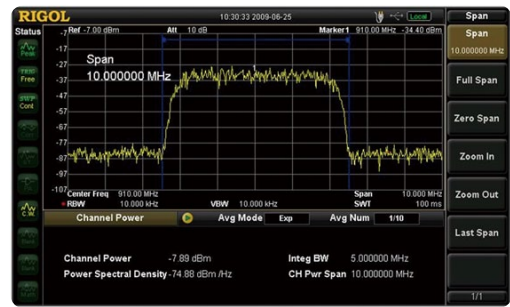 RIGOL
10:30:33 2009-06-25
Local
Span
Status
Ref -7.00 dBm
Att 10 dB
Marker1 910.00 MHz -34.40 dBm
Span
10.000000 MHz
Peak
-7
-17
Span
10.000000 MHz
TRIG
Free
-27
-37
Full Span
SWP
Cont
-47
-57
Zero Span
-67
-77
-87
Zoom In
-97
-107
Center Freq 910.00 MHz
Span 10.000 MHz
Zoom Out
C.W.
*RBW 10.000 kHz
VBW 10.000 kHz
SWT 100 ms
Channel Power
Avg Mode Exp
Avg Num 1/10
Last Span
Channel Power -7.89 dBm
Integ BW 5.000000 MHz
Power Spectral Density -74.88 dBm /Hz
CH Pwr Span 10.000000 MHz
1/1